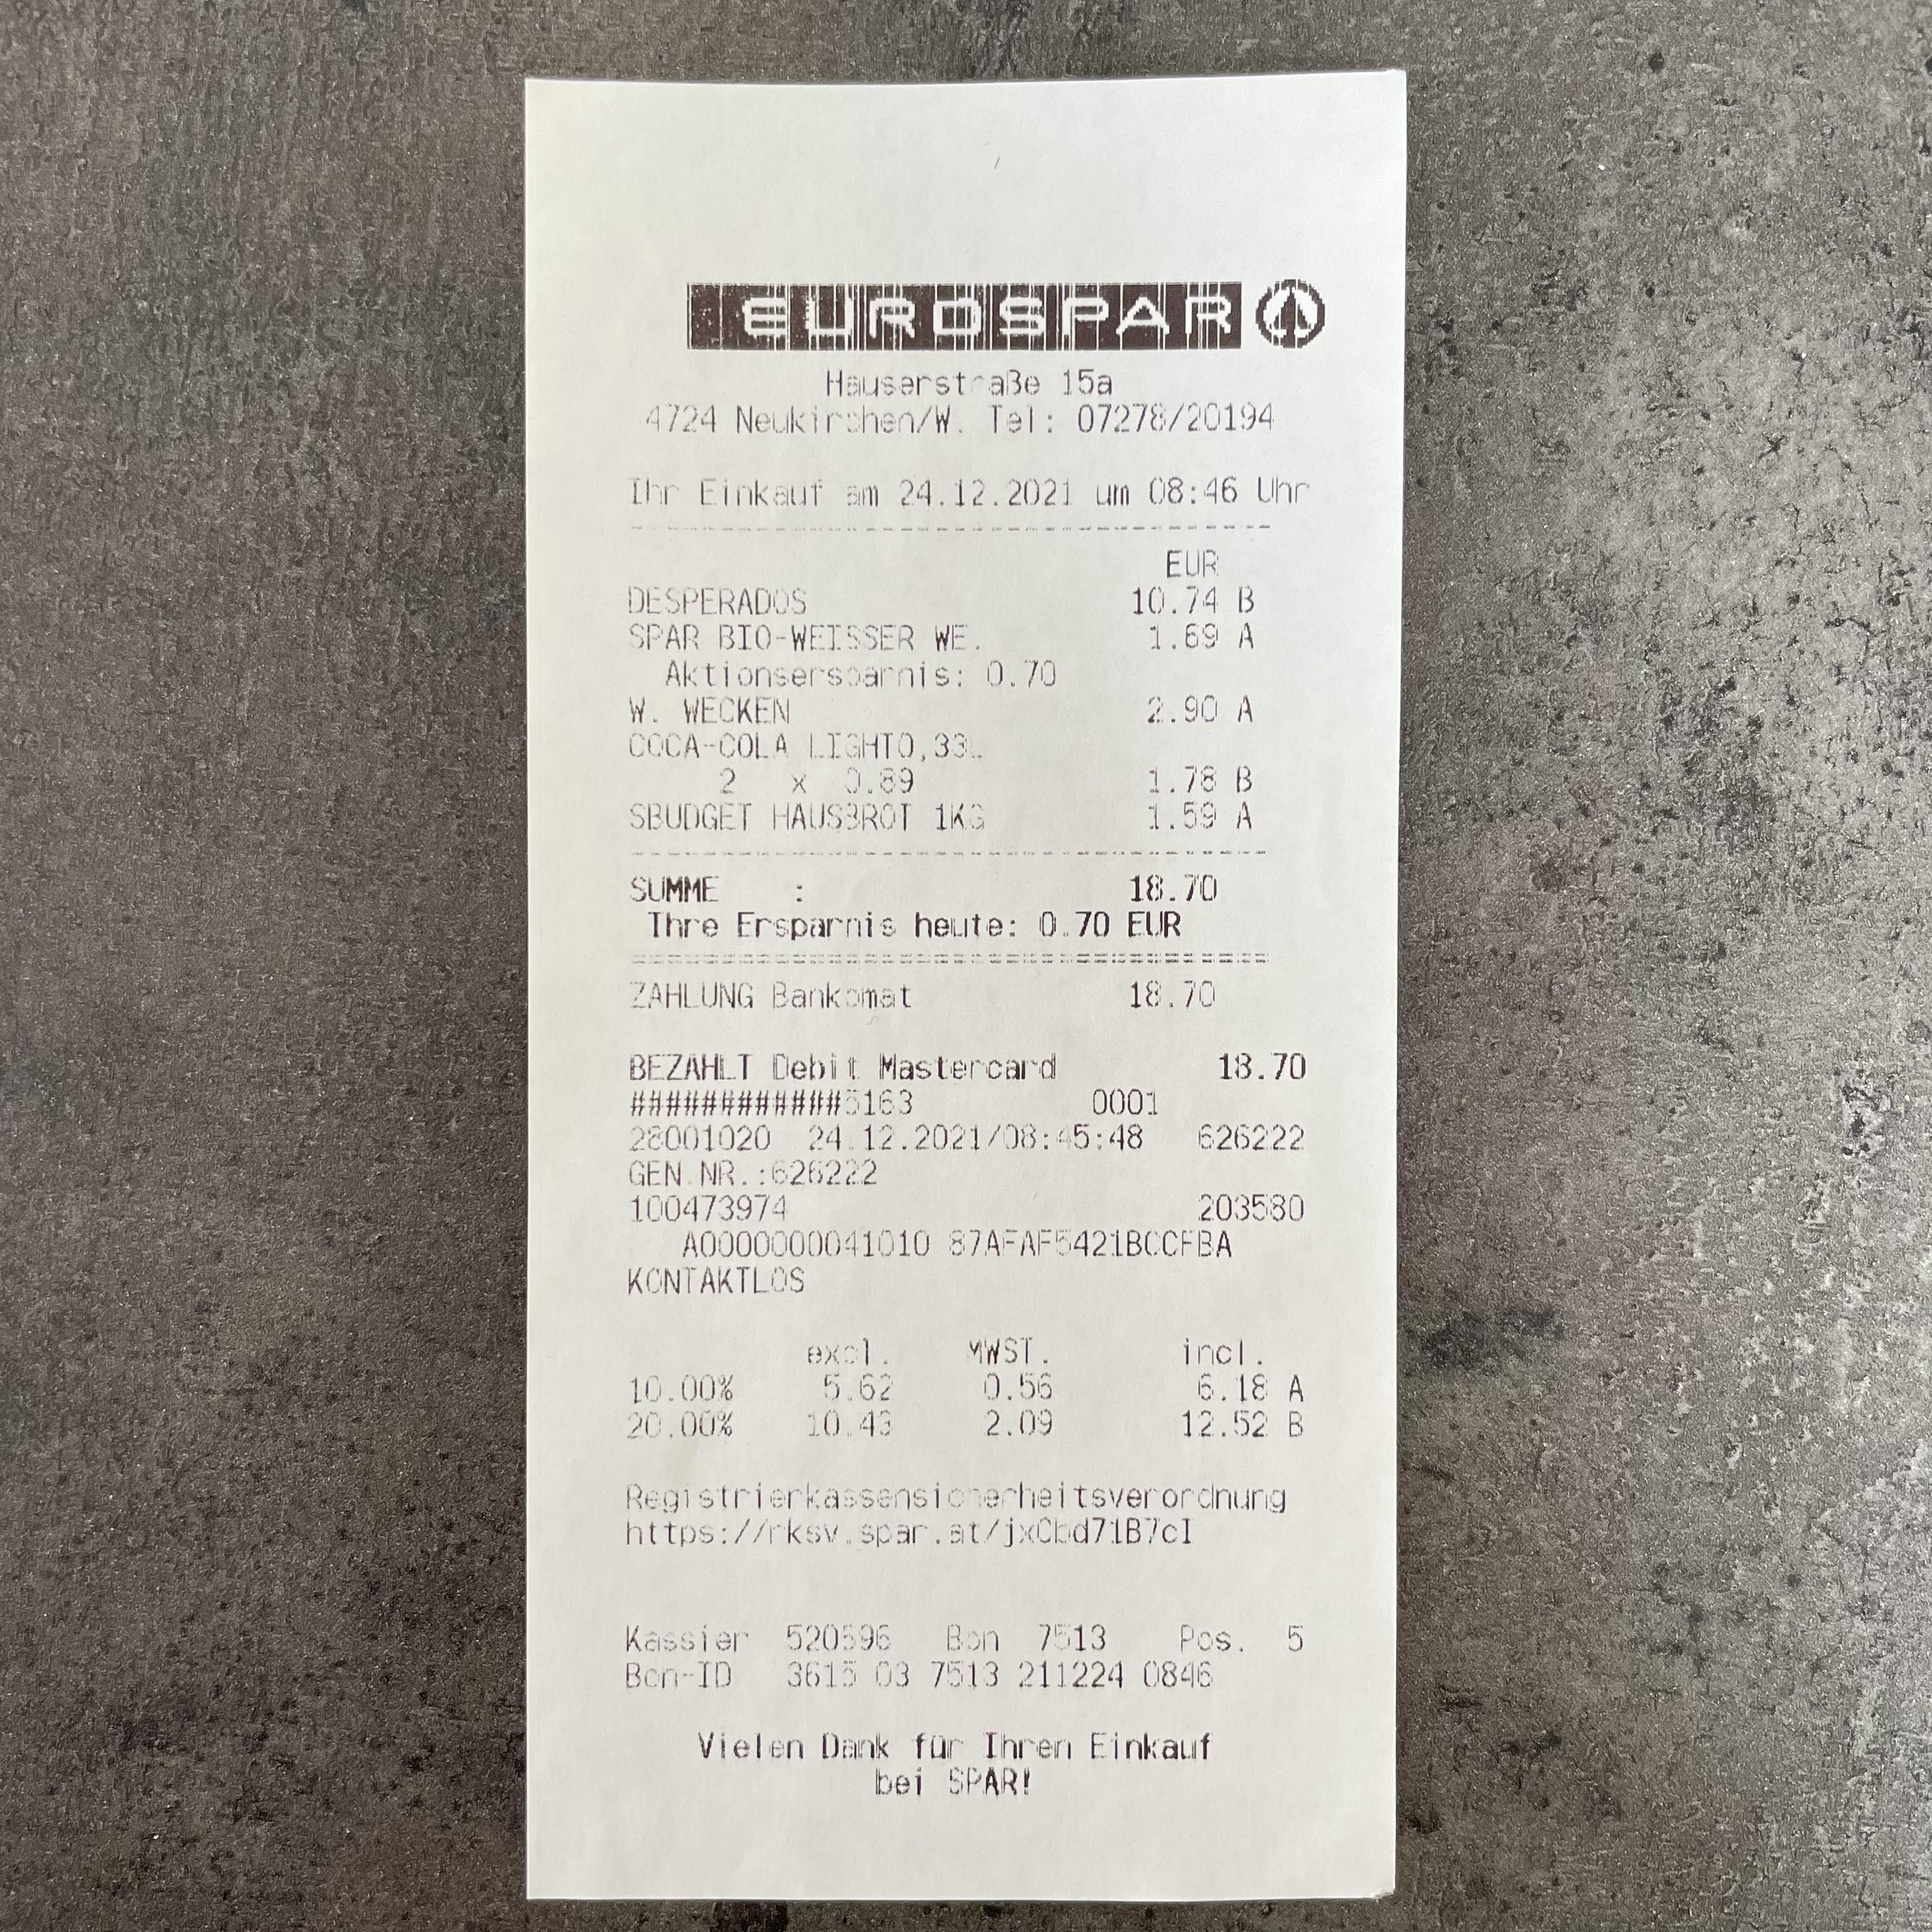 EUROSPAR
Hauserstraße 15a
4724 Neukirchen/W. Tel: 07278/20194
Ihr Einkauf am 24.12.2021 um 08:46 Uhr
EUR
DESPERADOS 10.74 B
SPAR BIO-WEISSER WE. 1.69 A
Aktionsersparnis: 0.70
W. WECKEN 2.90 A
COCA-COLA LIGHT0,33L
2 x 0.89 1.78 B
SBUDGET HAUSBROT 1KG 1.59 A
SUMME : 18.70
Ihre Ersparnis heute: 0.70 EUR
ZAHLUNG Bankomat 18.70
BEZAHLT Debit Mastercard 18.70
############5163 0001
28001020 24.12.2021/08:45:48 626222
GEN.NR.:626222
100473974 203580
A0000000041010 87AFAF5421BCCFBA
KONTAKTLOS
excl. MWST. incl.
10.00% 5.62 0.56 6.18 A
20.00% 10.43 2.09 12.52 B
Registrierkassensicherheitsverordnung
https://rksv.spar.at/jxCbd71B7cI
Kassier 520596 Bon 7513 Pos. 5
Bon-ID 3615 03 7513 211224 0846
Vielen Dank für Ihren Einkauf
bei SPAR!